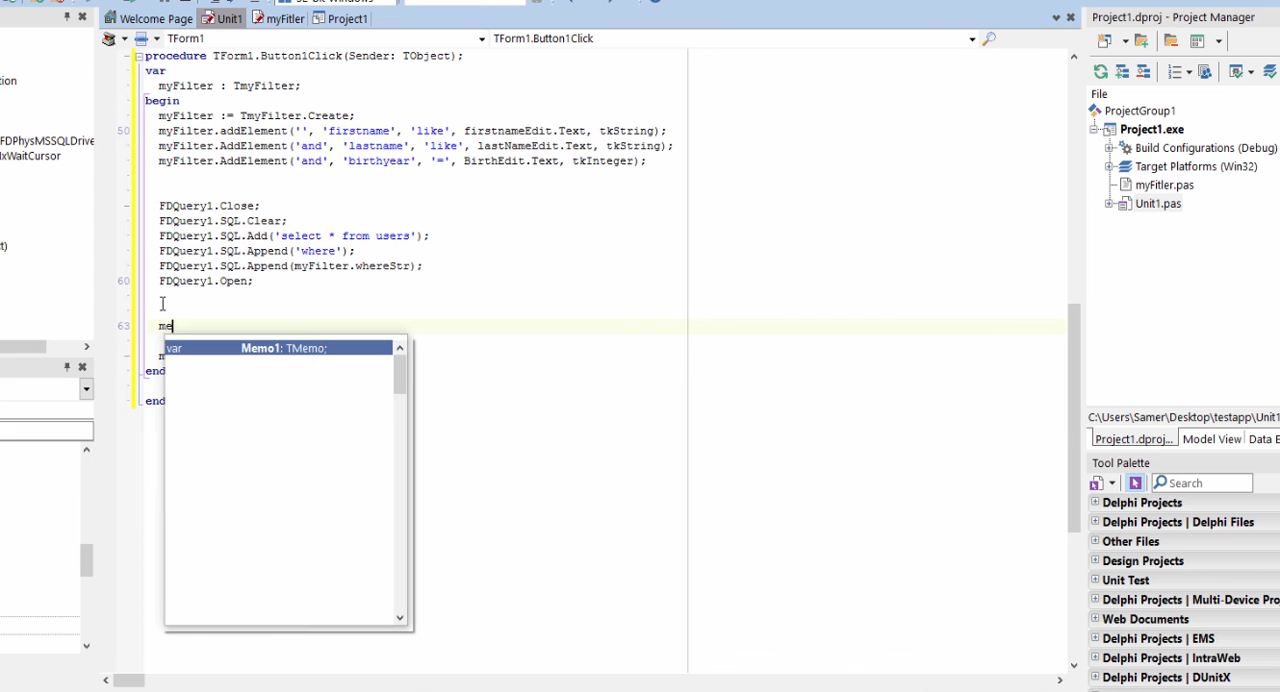 32-Bit Windows
Welcome Page
Unit1
myFitler
Project1
TForm1
TForm1.Button1Click
procedure TForm1.Button1Click(Sender: TObject);
var
myFilter : TmyFilter;
begin
myFilter := TmyFilter.Create;
50
myFilter.addElement('', 'firstname', 'like', firstnameEdit.Text, tkString);
myFilter.AddElement('and', 'lastname', 'like', lastNameEdit.Text, tkString);
myFilter.AddElement('and', 'birthyear', '=', BirthEdit.Text, tkInteger);
FDQuery1.Close;
FDQuery1.SQL.Clear;
FDQuery1.SQL.Add('select * from users');
FDQuery1.SQL.Append('where');
FDQuery1.SQL.Append(myFilter.whereStr);
60
FDQuery1.Open;
63
me
var Memo1: TMemo;
m
end
end
tion
FDPhysMSSQLDrive
IxWaitCursor
t)
Project1.dproj - Project Manager
File
ProjectGroup1
Project1.exe
Build Configurations (Debug)
Target Platforms (Win32)
myFitler.pas
Unit1.pas
C:\Users\Samer\Desktop\testapp\Unit1
Project1.dproj...
Model View
Data E
Tool Palette
Search
Delphi Projects
Delphi Projects | Delphi Files
Other Files
Design Projects
Unit Test
Delphi Projects | Multi-Device Pro
Web Documents
Delphi Projects | EMS
Delphi Projects | IntraWeb
Delphi Projects | DUnitX